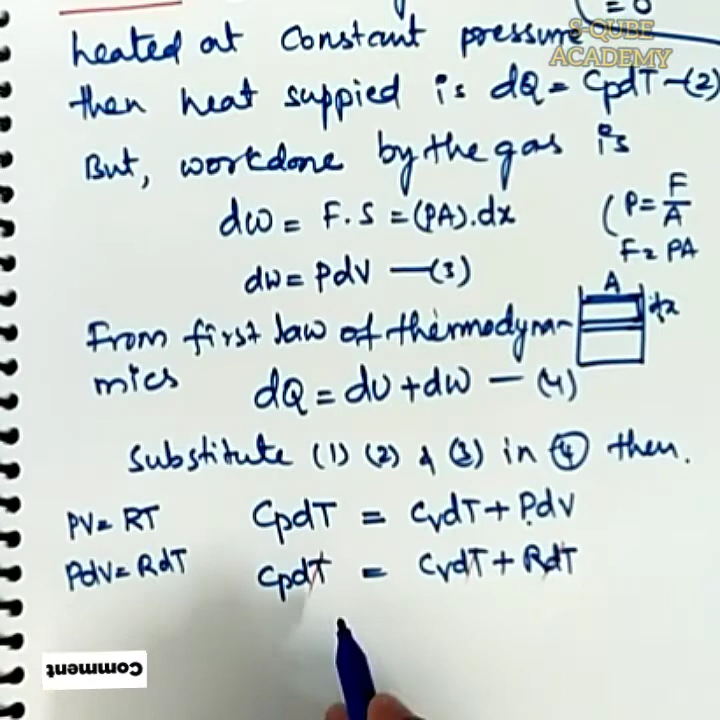 = 0
S-QUBE
ACADEMY
heated at Constant pressure
then heat suppied is dQ = CpdT -(2)
But, workdone by the gas is
dw = F.S = (PA).dx
(P = F/A
F = PA
dw = PdV —(3)
A
dx
From first law of thermodyna-
mics dQ = dU + dw — (4)
Substitute (1) (2) & (3) in (4) then.
PV = RT CpdT = CvdT + PdV
PdV = RdT CpdT = CvdT + RdT
Comment